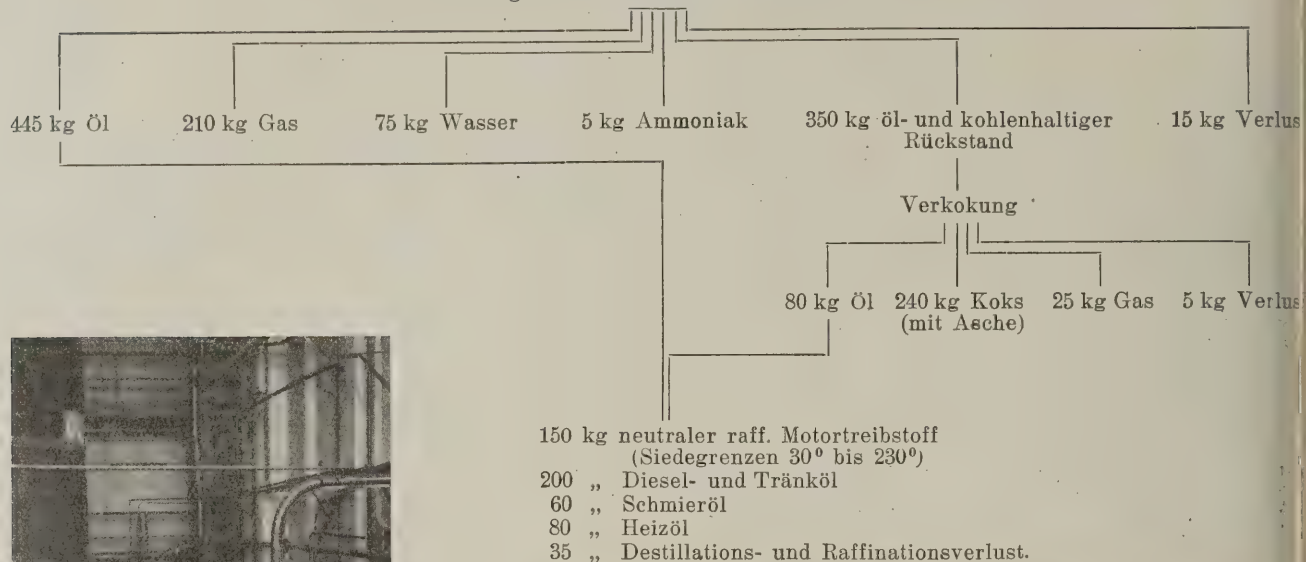 445 kg Öl 210 kg Gas 75 kg Wasser 5 kg Ammoniak 350 kg öl- und kohlenhaltiger 15 kg Verlus
Rückstand
Verkokung
80 kg Öl 240 kg Koks 25 kg Gas 5 kg Verlus
(mit Asche)
150 kg neutraler raff. Motortreibstoff
(Siedegrenzen 30⁰ bis 230⁰)
200 „ Diesel- und Tränköl
60 „ Schmieröl
80 „ Heizöl
35 „ Destillations- und Raffinationsverlust.